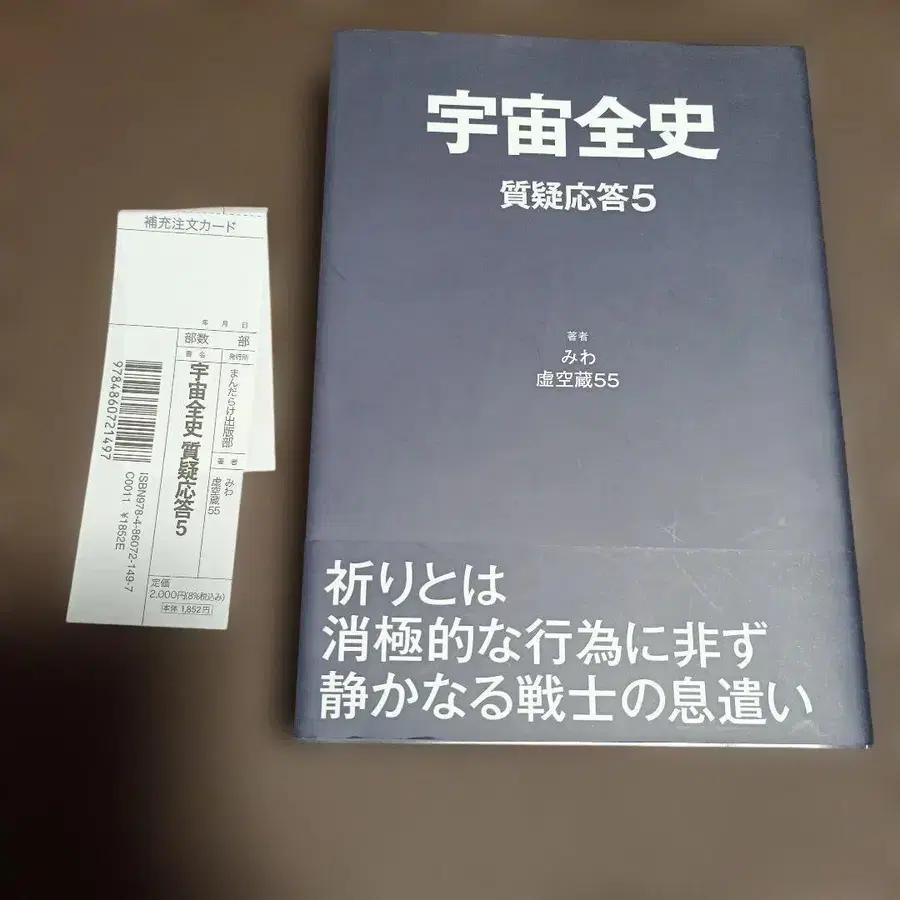 宇宙全史
質疑応答5
著者
みわ
虚空蔵55
祈りとは
消極的な行為に非ず
静かなる戦士の息遣い
補充注文カード
年 月 日
部数 部
書名
宇宙全史 質疑応答5
発行所
まんだらけ出版部
著者
みわ
虚空蔵55
9784860721497
ISBN978-4-86072-149-7
C0011 ¥1852E
定価
2,000円(8%税込み)
本体 1,852円